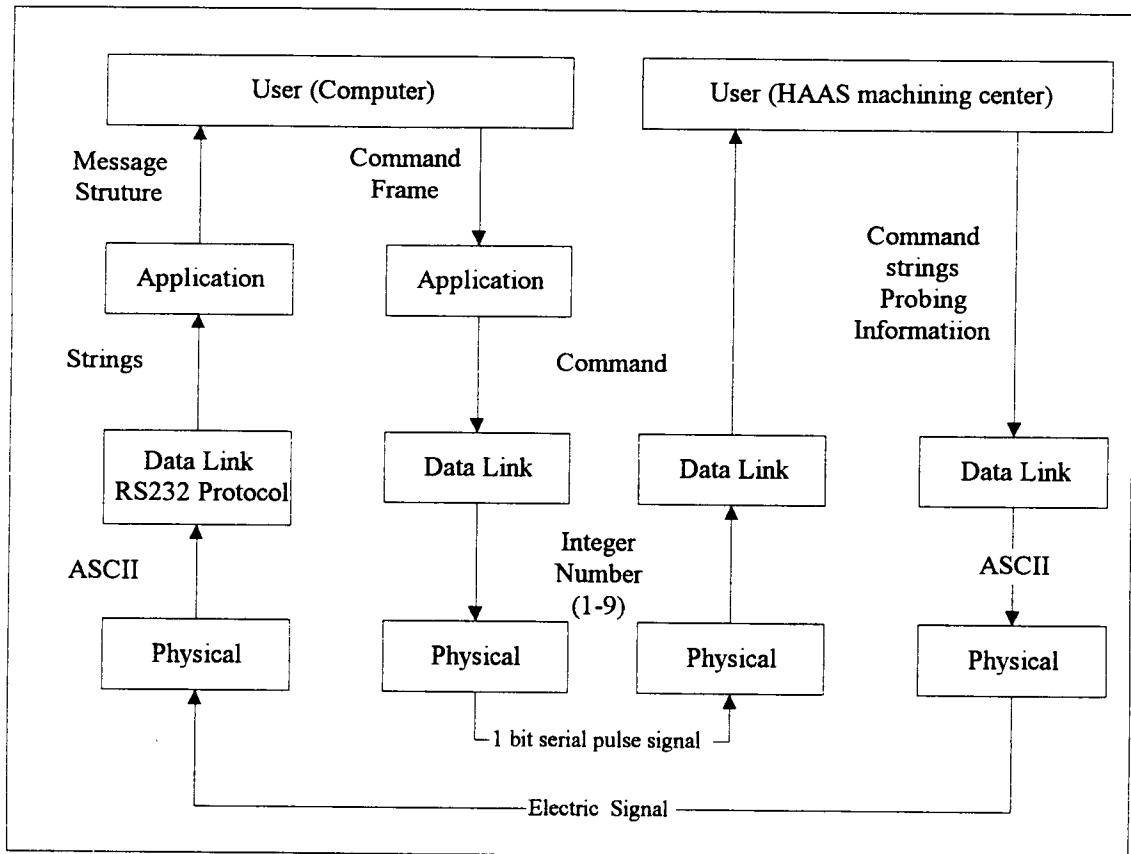 User (Computer)
User (HAAS machining center)
Message
Struture
Command
Frame
Application
Application
Command
strings
Probing
Informatiion
Strings
Command
Data Link
RS232 Protocol
Data Link
Data Link
Data Link
ASCII
Integer
Number
(1-9)
ASCII
Physical
Physical
Physical
Physical
1 bit serial pulse signal
Electric Signal